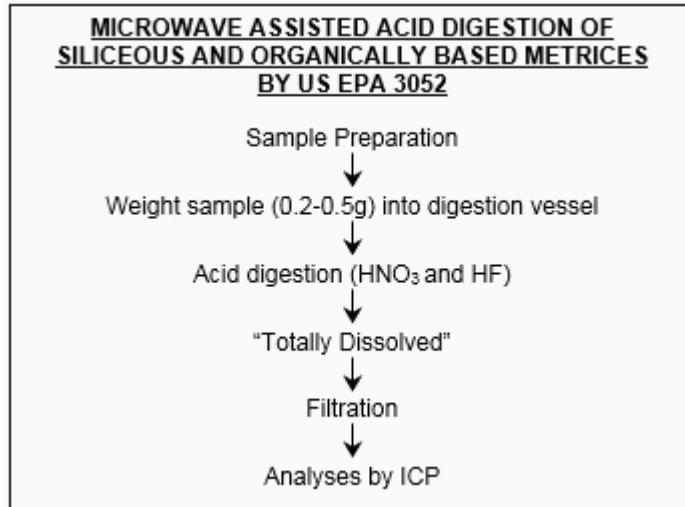 MICROWAVE ASSISTED ACID DIGESTION OF
SILICEOUS AND ORGANICALLY BASED METRICES
BY US EPA 3052
Sample Preparation
Weight sample (0.2-0.5g) into digestion vessel
Acid digestion (HNO₃ and HF)
“Totally Dissolved”
Filtration
Analyses by ICP